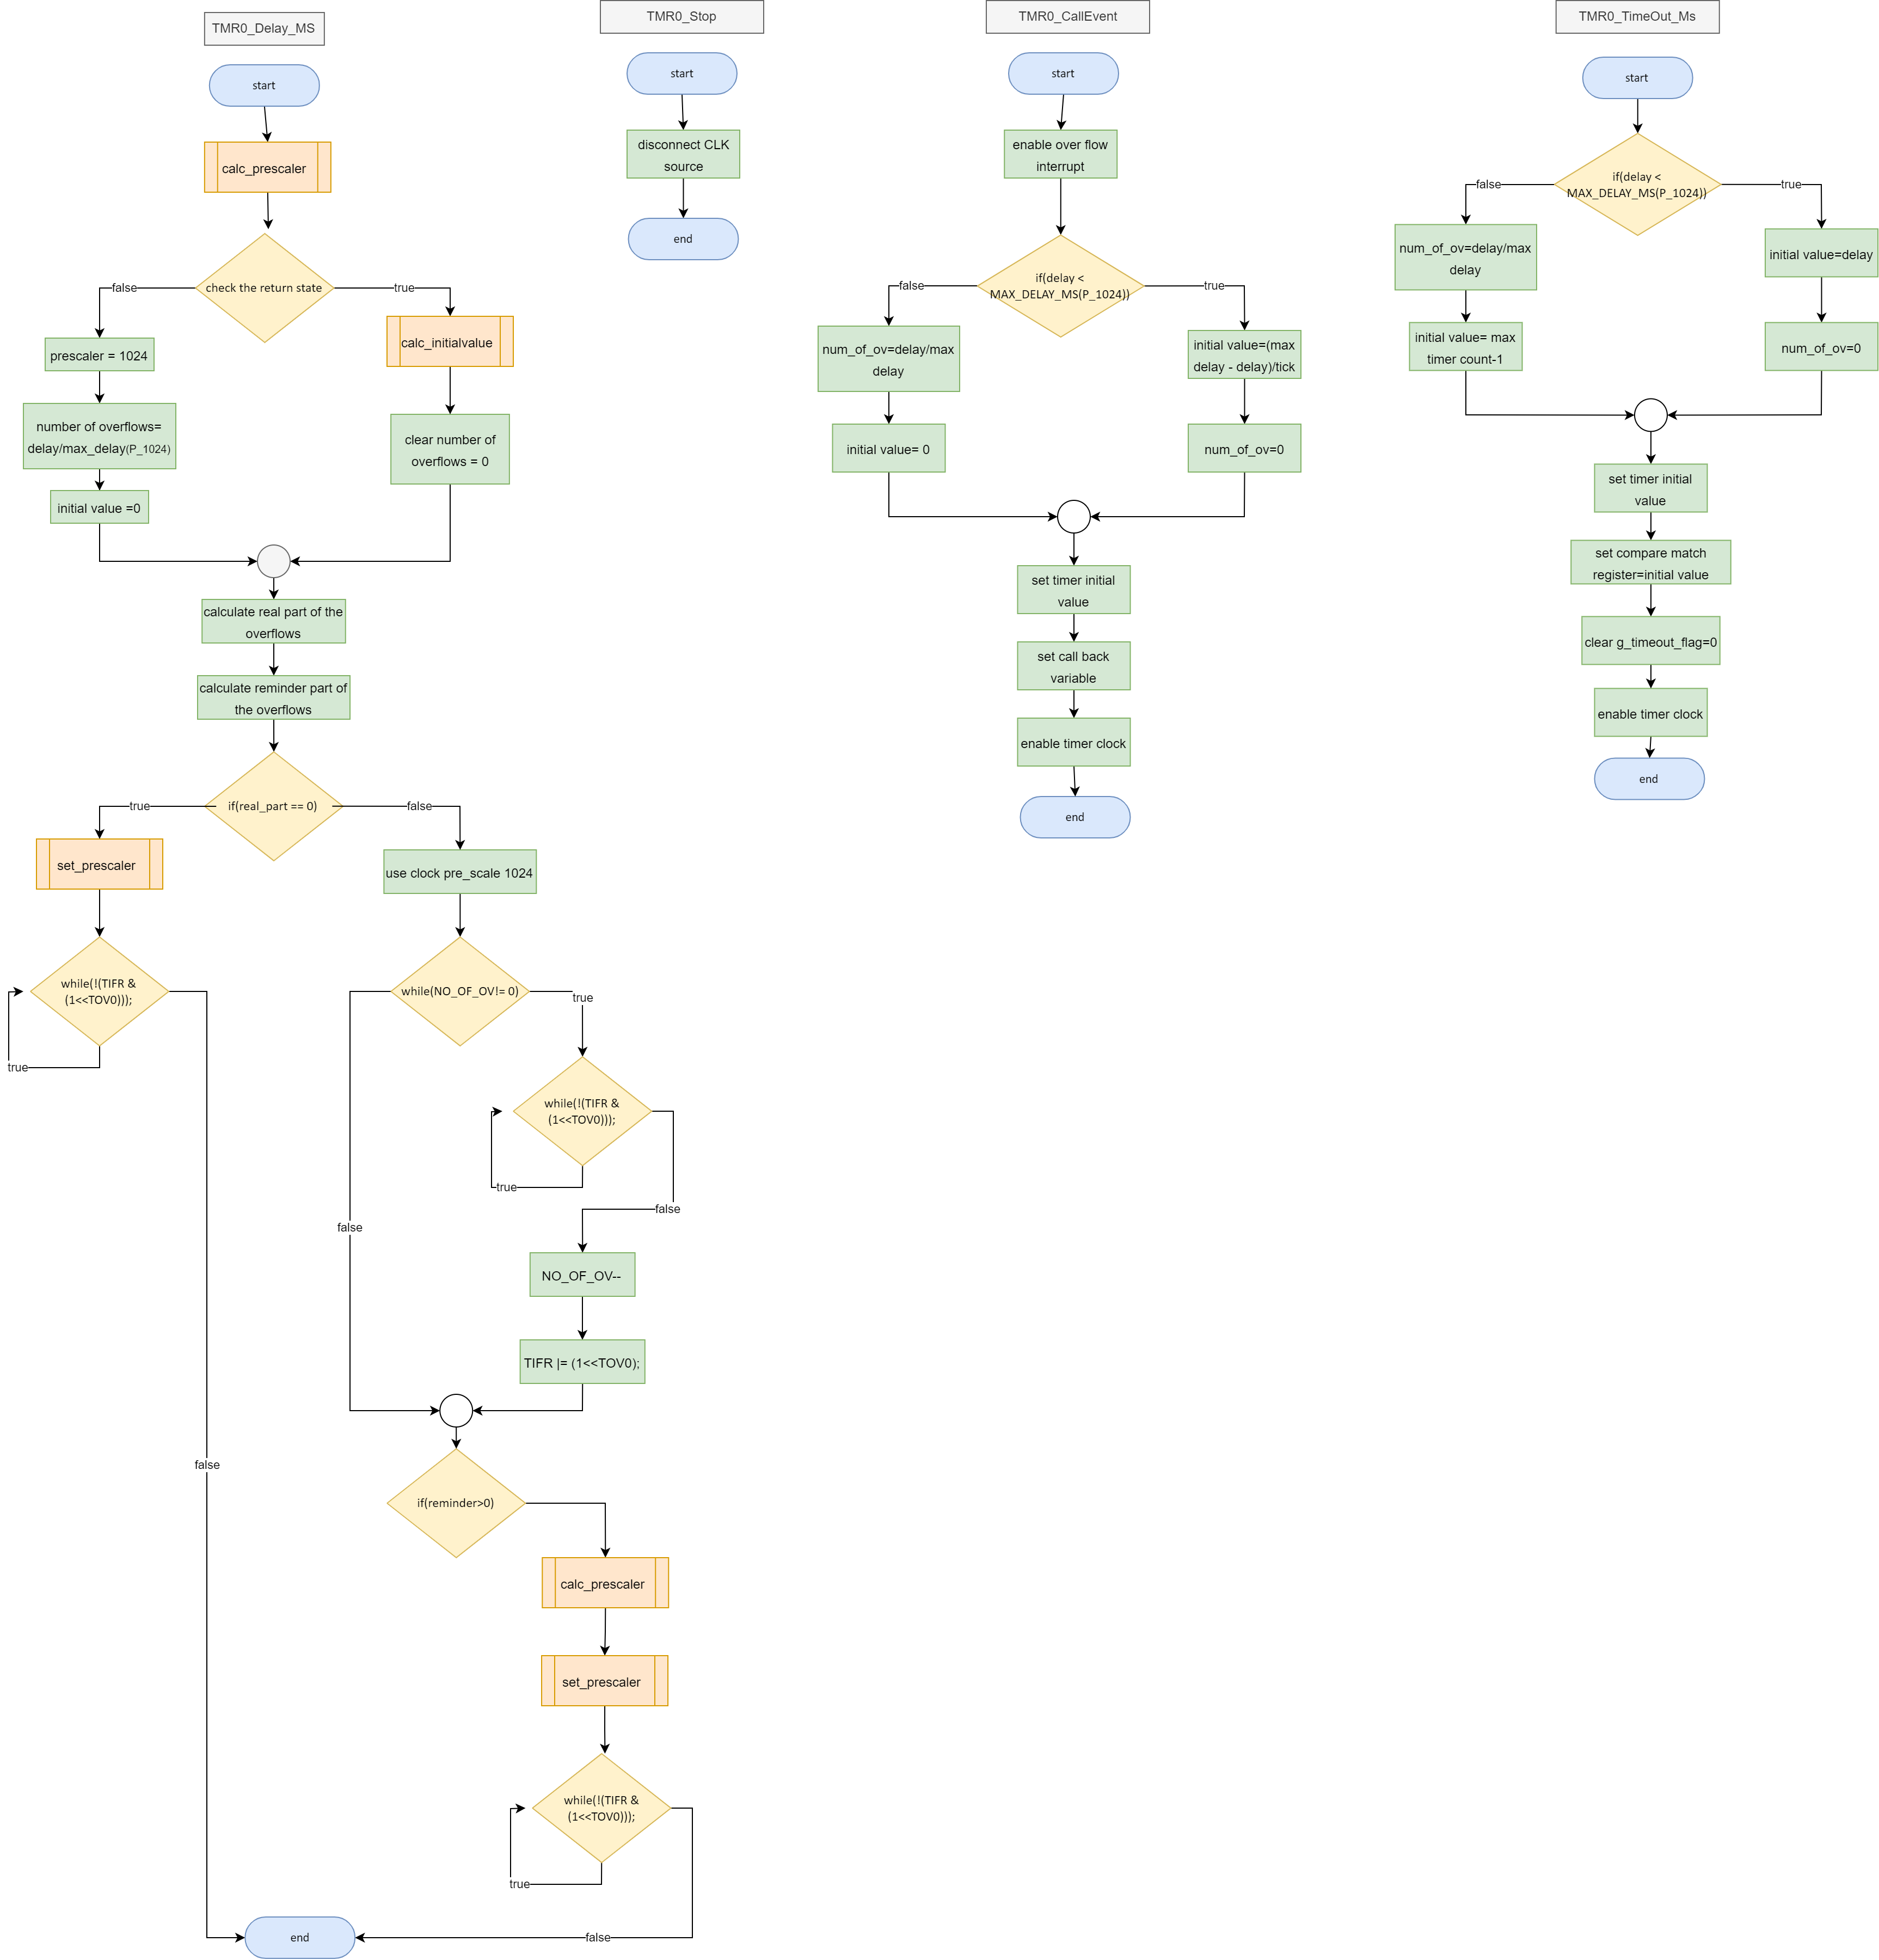 TMR0_Delay_MS
start
calc_prescaler
check the return state
false
true
prescaler = 1024
number of overflows=
delay/max_delay(P_1024)
initial value =0
calc_initialvalue
clear number of
overflows = 0
calculate real part of the
overflows
calculate reminder part of
the overflows
if(real_part == 0)
true
false
set_prescaler
while(!(TIFR &
(1<<TOV0)));
true
false
use clock pre_scale 1024
while(NO_OF_OV!= 0)
true
false
while(!(TIFR &
(1<<TOV0)));
true
false
NO_OF_OV--
TIFR |= (1<<TOV0);
if(reminder>0)
calc_prescaler
set_prescaler
while(!(TIFR &
(1<<TOV0)));
true
false
end
TMR0_Stop
start
disconnect CLK
source
end
TMR0_CallEvent
start
enable over flow
interrupt
if(delay <
MAX_DELAY_MS(P_1024))
false
true
num_of_ov=delay/max
delay
initial value= 0
initial value=(max
delay - delay)/tick
num_of_ov=0
set timer initial
value
set call back
variable
enable timer clock
end
TMR0_TimeOut_Ms
start
if(delay <
MAX_DELAY_MS(P_1024))
false
true
num_of_ov=delay/max
delay
initial value= max
timer count-1
initial value=delay
num_of_ov=0
set timer initial
value
set compare match
register=initial value
clear g_timeout_flag=0
enable timer clock
end